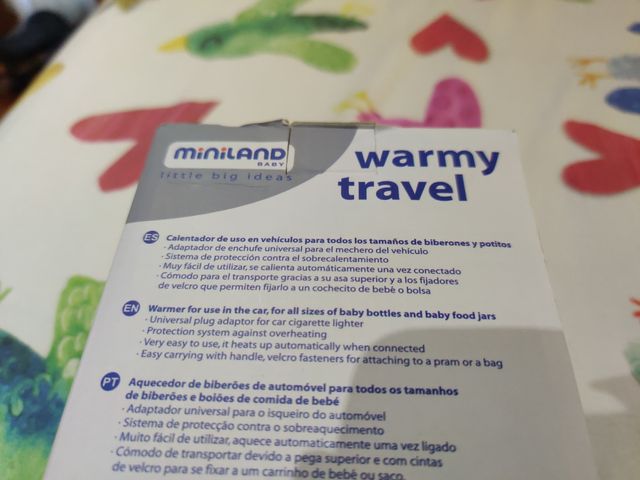 miniLAND
BABY
little big ideas
warmy
travel
ES Calentador de uso en vehículos para todos los tamaños de biberones y potitos
· Adaptador de enchufe universal para el mechero del vehículo
· Sistema de protección contra el sobrecalentamiento
· Muy fácil de utilizar, se calienta automáticamente una vez conectado
· Cómodo para el transporte gracias a su asa superior y a los fijadores
de velcro que permiten fijarlo a un cochecito de bebé o bolsa
EN Warmer for use in the car, for all sizes of baby bottles and baby food jars
· Universal plug adaptor for car cigarette lighter
· Protection system against overheating
· Very easy to use, it heats up automatically when connected
· Easy carrying with handle, velcro fasteners for attaching to a pram or a bag
PT Aquecedor de biberões de automóvel para todos os tamanhos
de biberões e boiões de comida de bebé
· Adaptador universal para o isqueiro do automóvel
· Sistema de protecção contra o sobreaquecimento
· Muito fácil de utilizar, aquece automaticamente uma vez ligado
· Cómodo de transportar devido a pega superior e com cintas
de velcro para se fixar a um carrinho de bebé ou saco